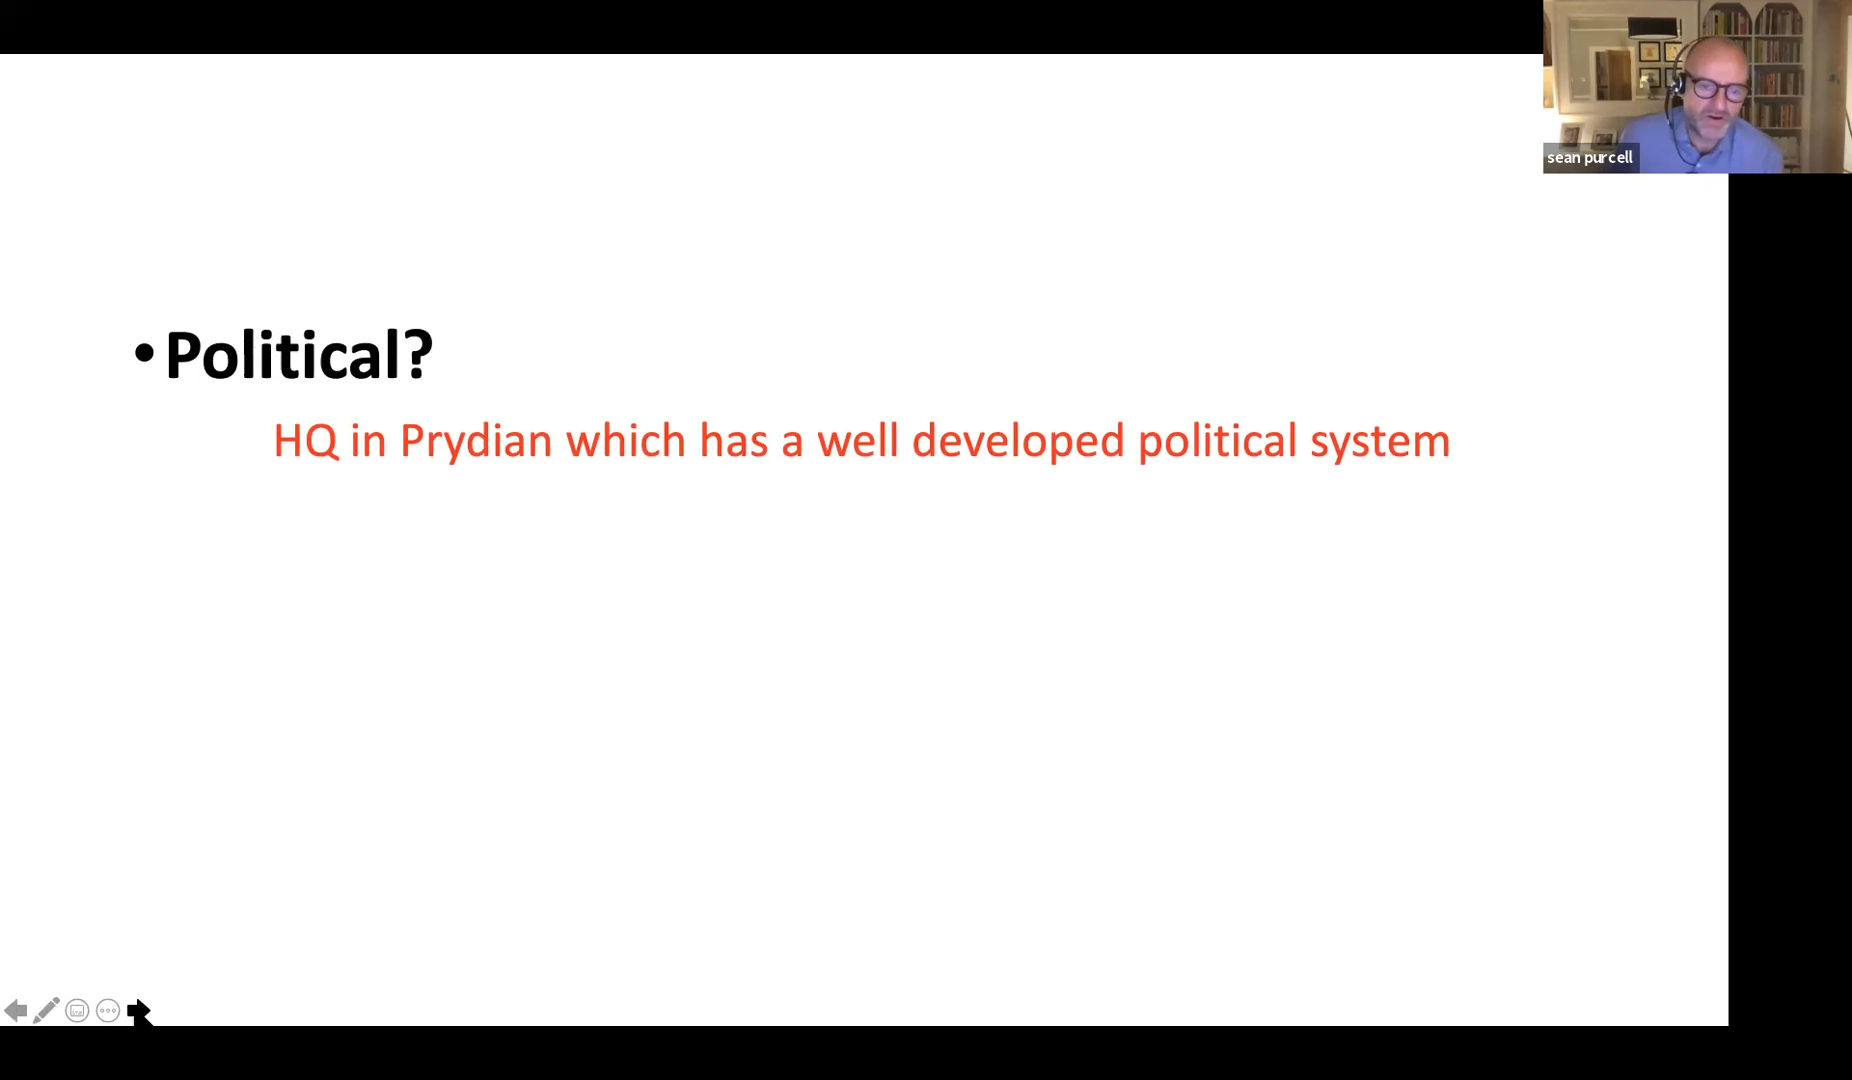 sean purcell
• Political?
HQ in Prydian which has a well developed political system